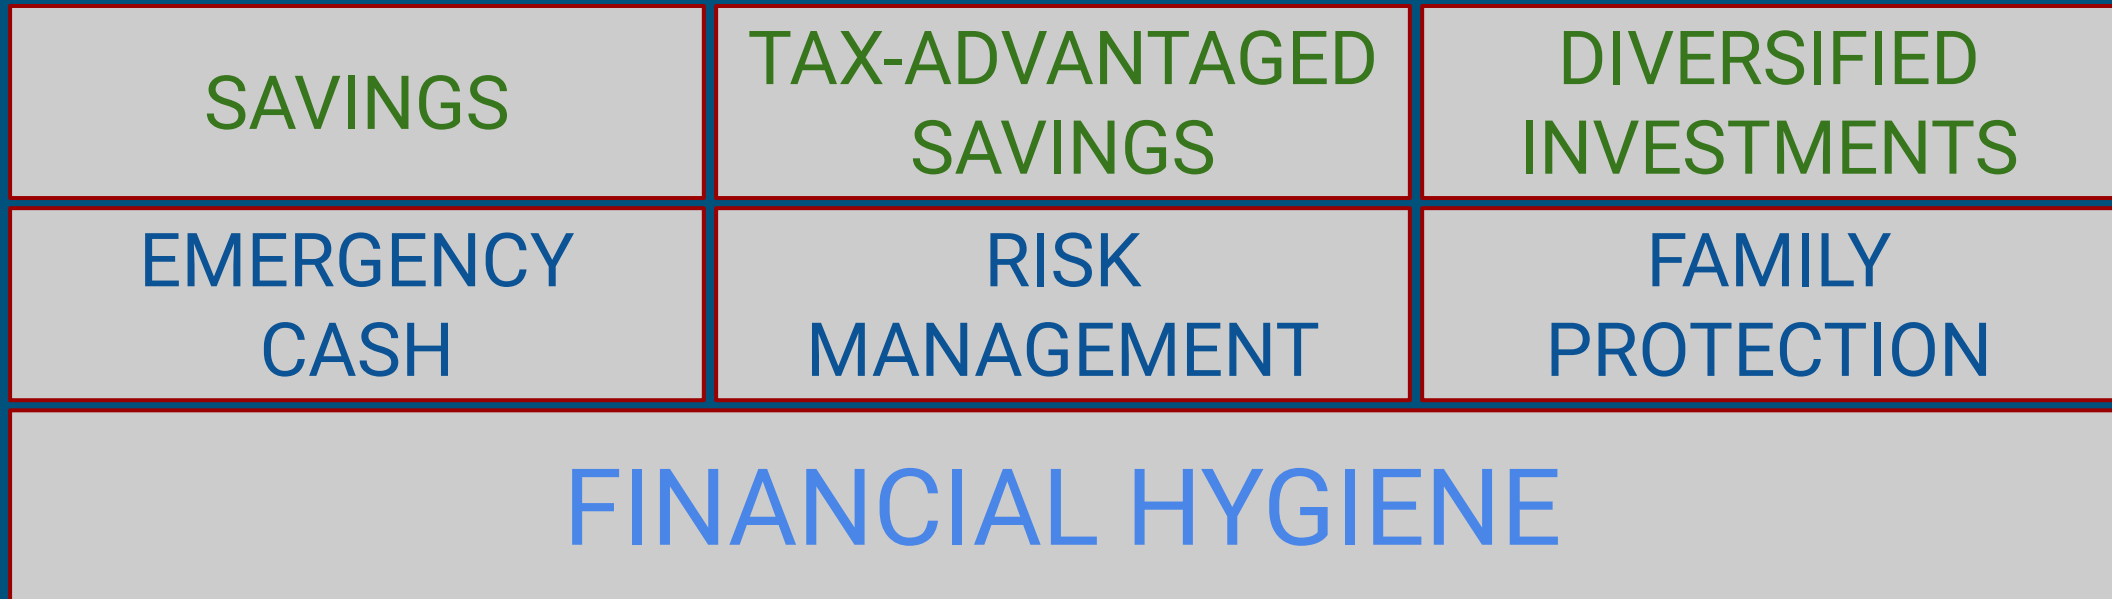 SAVINGS
TAX-ADVANTAGED
SAVINGS
DIVERSIFIED
INVESTMENTS
EMERGENCY
CASH
RISK
MANAGEMENT
FAMILY
PROTECTION
FINANCIAL HYGIENE